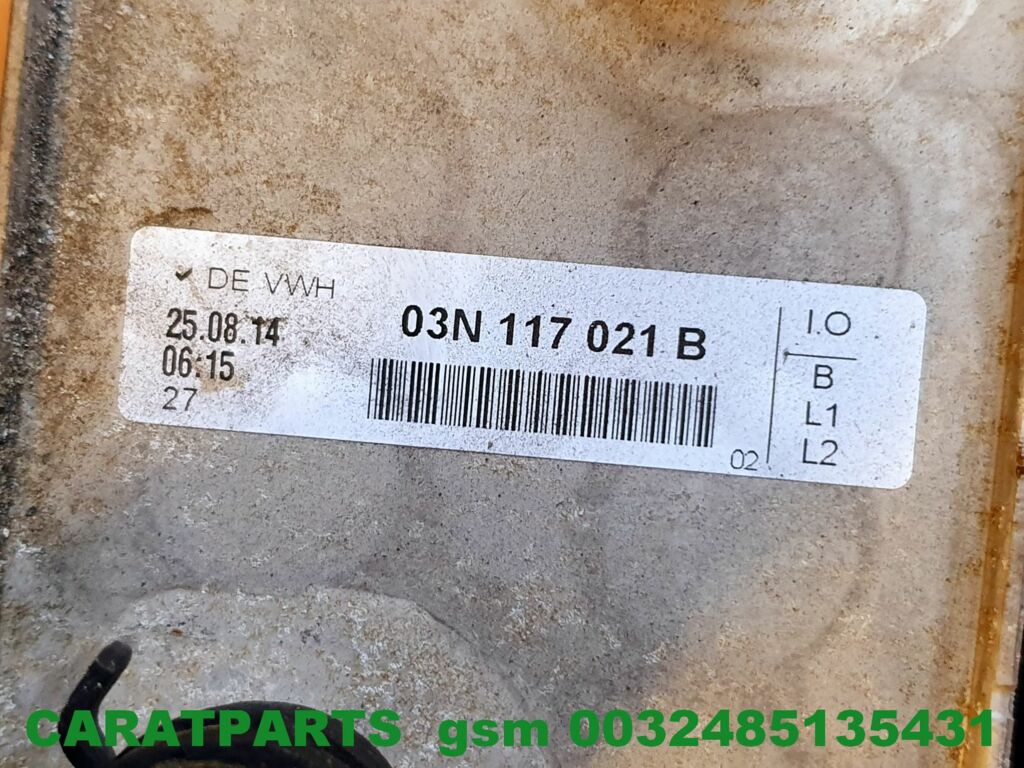 ✓ DE VWH
25.08.14
06:15
27
03N 117 021 B
02
I.O
B
L1
L2
CARATPARTS gsm 0032485135431